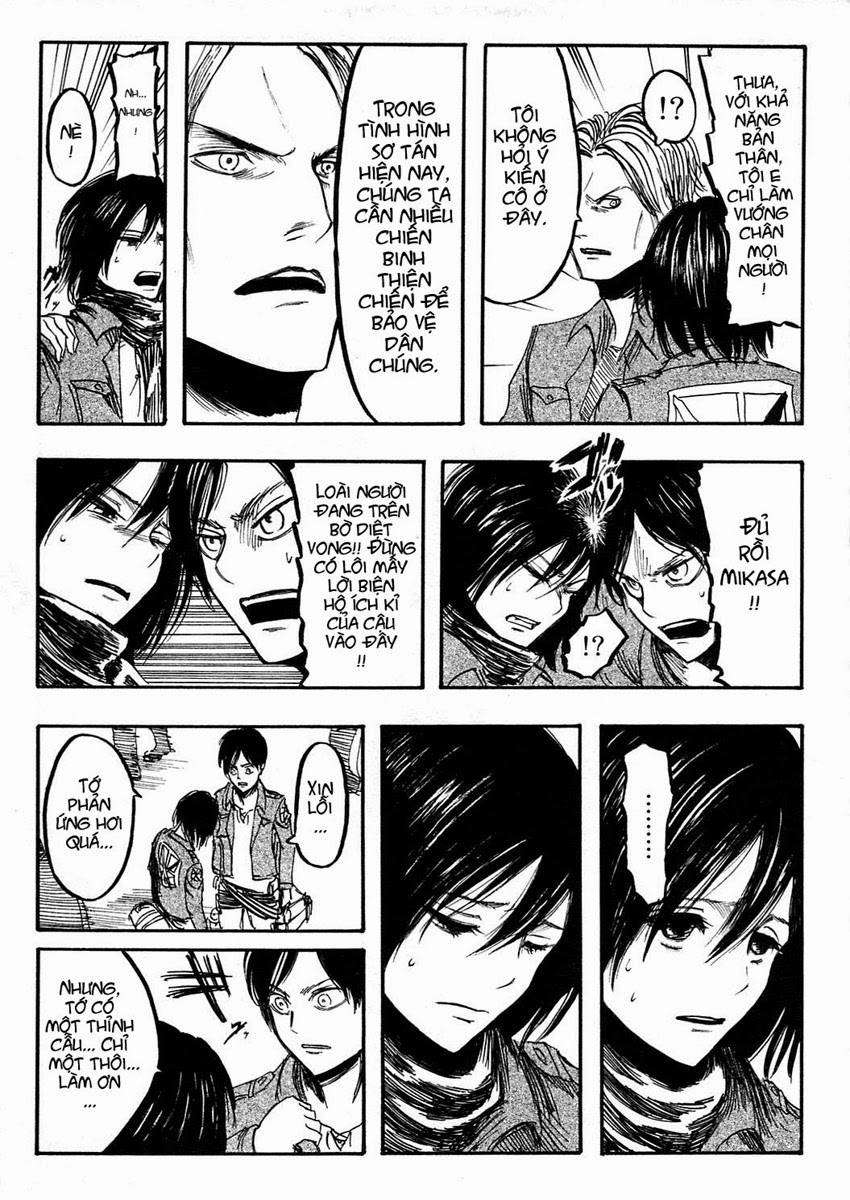 THƯA,
VỚI KHẢ
NĂNG BẢN
THÂN,
TÔI E
CHỈ LÀM
VƯỚNG
CHÂN
MỌI
NGƯỜI
!
!?
TÔI
KHÔNG
HỎI Ý
KIẾN
CÔ Ở
ĐÂY.
TRONG
TÌNH HÌNH
SƠ TÁN
HIỆN NAY,
CHÚNG TA
CẦN NHIỀU
CHIẾN
BINH
THIỆN
CHIẾN ĐỂ
BẢO VỆ
DÂN
CHÚNG.
NH...
NHƯNG
!
NÈ
!
ĐỦ
RỒI
MIKASA
!!
!?
LOÀI NGƯỜI
ĐANG TRÊN
BỜ DIỆT
VONG!! ĐỪNG
CÓ LÔI MẤY
LỜI BIỆN
HỘ ÍCH KỈ
CỦA CẬU
VÀO ĐÂY
!!
........
XIN
LỖI
...
TỚ
PHẢN
ỨNG HƠI
QUÁ...
NHƯNG,
TỚ CÓ
MỘT THỈNH
CẦU... CHỈ
MỘT THÔI...
LÀM ƠN
...